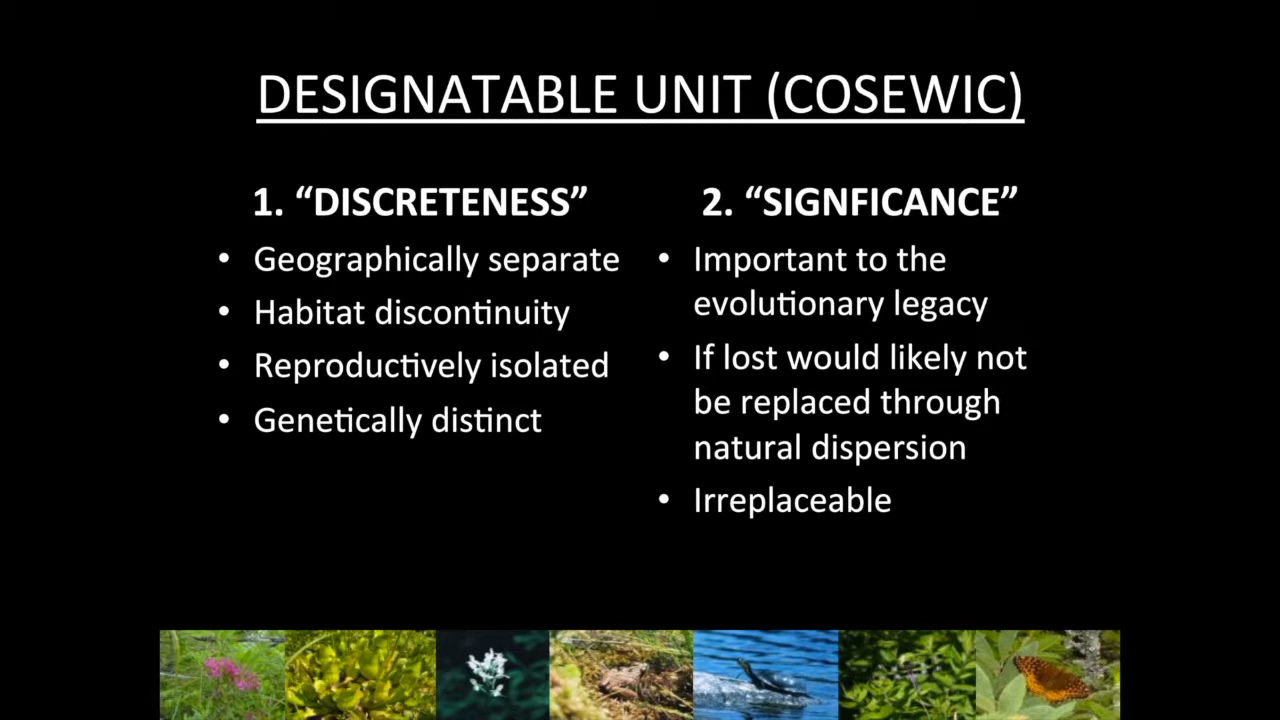 DESIGNATABLE UNIT (COSEWIC)
1. “DISCRETENESS”
• Geographically separate
• Habitat discontinuity
• Reproductively isolated
• Genetically distinct
2. “SIGNFICANCE”
• Important to the
evolutionary legacy
• If lost would likely not
be replaced through
natural dispersion
• Irreplaceable